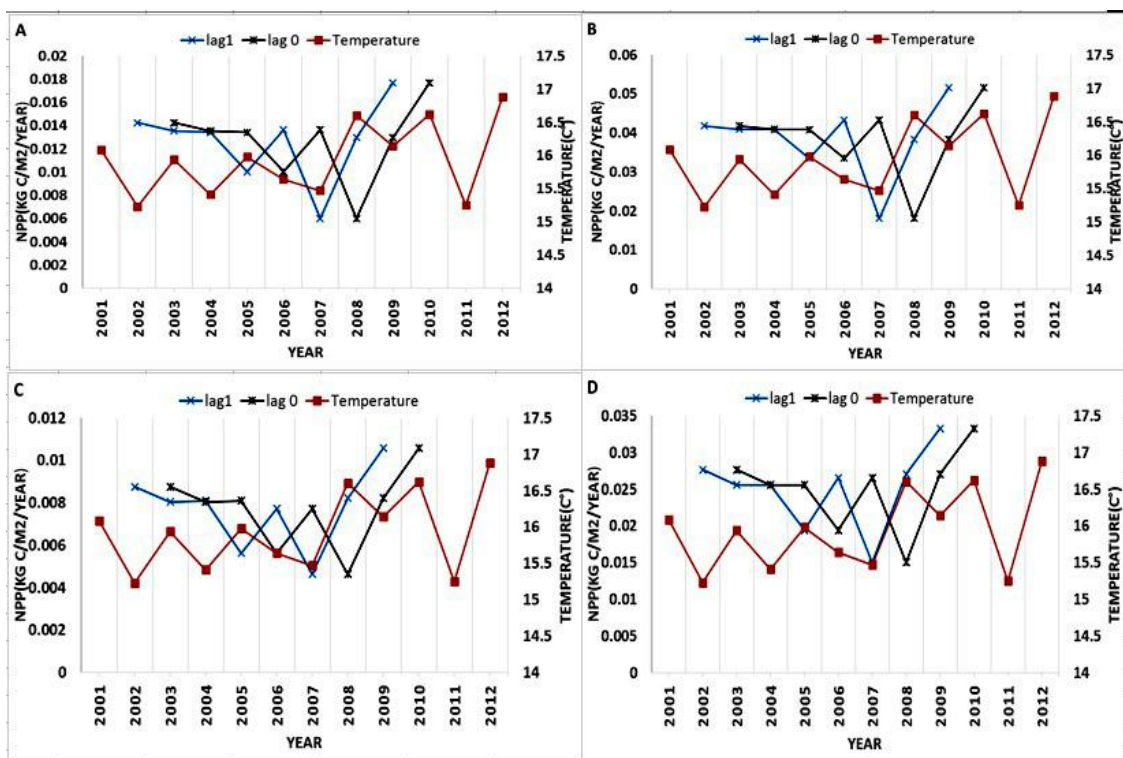 A
lag1 lag 0 Temperature
NPP(KG C/M2/YEAR)
0.02
0.018
0.016
0.014
0.012
0.01
0.008
0.006
0.004
0.002
0
17.5
17
16.5
16
15.5
15
14.5
14
TEMPERATURE(C°)
2001 2002 2003 2004 2005 2006 2007 2008 2009 2010 2011 2012
YEAR
B
lag1 lag 0 Temperature
NPP(KG C/M2/YEAR)
0.06
0.05
0.04
0.03
0.02
0.01
0
17.5
17
16.5
16
15.5
15
14.5
14
TEMPERATURE(C°)
2001 2002 2003 2004 2005 2006 2007 2008 2009 2010 2011 2012
YEAR
C
lag1 lag 0 Temperature
NPP(KG C/M2/YEAR)
0.012
0.01
0.008
0.006
0.004
0.002
0
17.5
17
16.5
16
15.5
15
14.5
14
TEMPERATURE(C°)
2001 2002 2003 2004 2005 2006 2007 2008 2009 2010 2011 2012
YEAR
D
lag1 lag 0 Temperature
NPP(KG C/M2/YEAR)
0.035
0.03
0.025
0.02
0.015
0.01
0.005
0
17.5
17
16.5
16
15.5
15
14.5
14
TEMPERATURE(C°)
2001 2002 2003 2004 2005 2006 2007 2008 2009 2010 2011 2012
YEAR